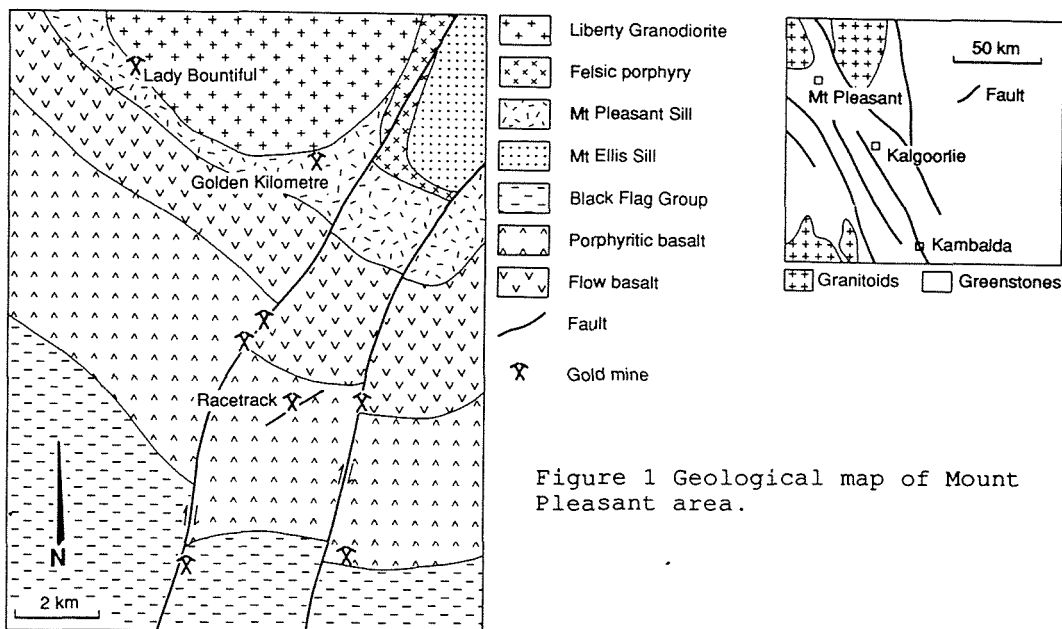 Lady Bountiful
Golden Kilometre
Racetrack
N
2 km
Liberty Granodiorite
Felsic porphyry
Mt Pleasant Sill
Mt Ellis Sill
Black Flag Group
Porphyritic basalt
Flow basalt
Fault
Gold mine
50 km
Fault
Mt Pleasant
Kalgoorlie
Kambalda
Granitoids
Greenstones
Figure 1 Geological map of Mount
Pleasant area.